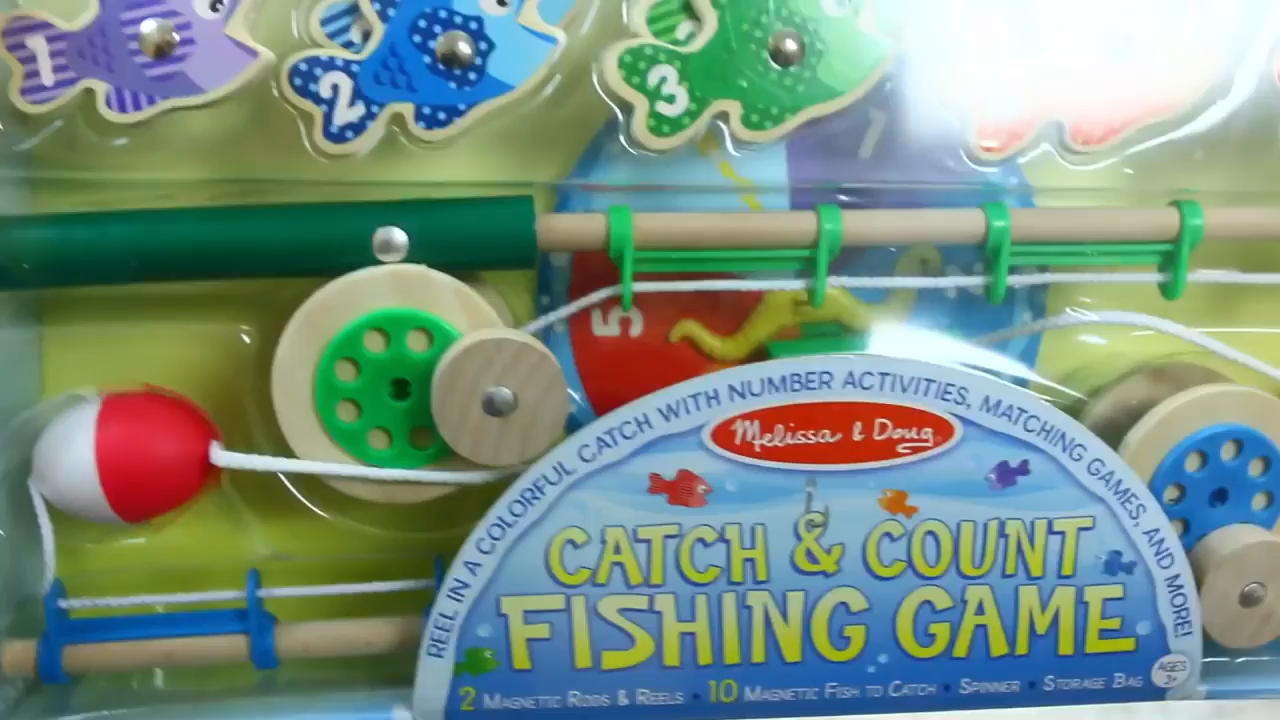 1
2
3
1
5
REEL IN A COLORFUL CATCH WITH NUMBER ACTIVITIES, MATCHING GAMES, AND MORE!
Melissa & Doug
CATCH & COUNT
FISHING GAME
2 MAGNETIC RODS & REELS • 10 MAGNETIC FISH TO CATCH • SPINNER • STORAGE BAG
AGES
3+